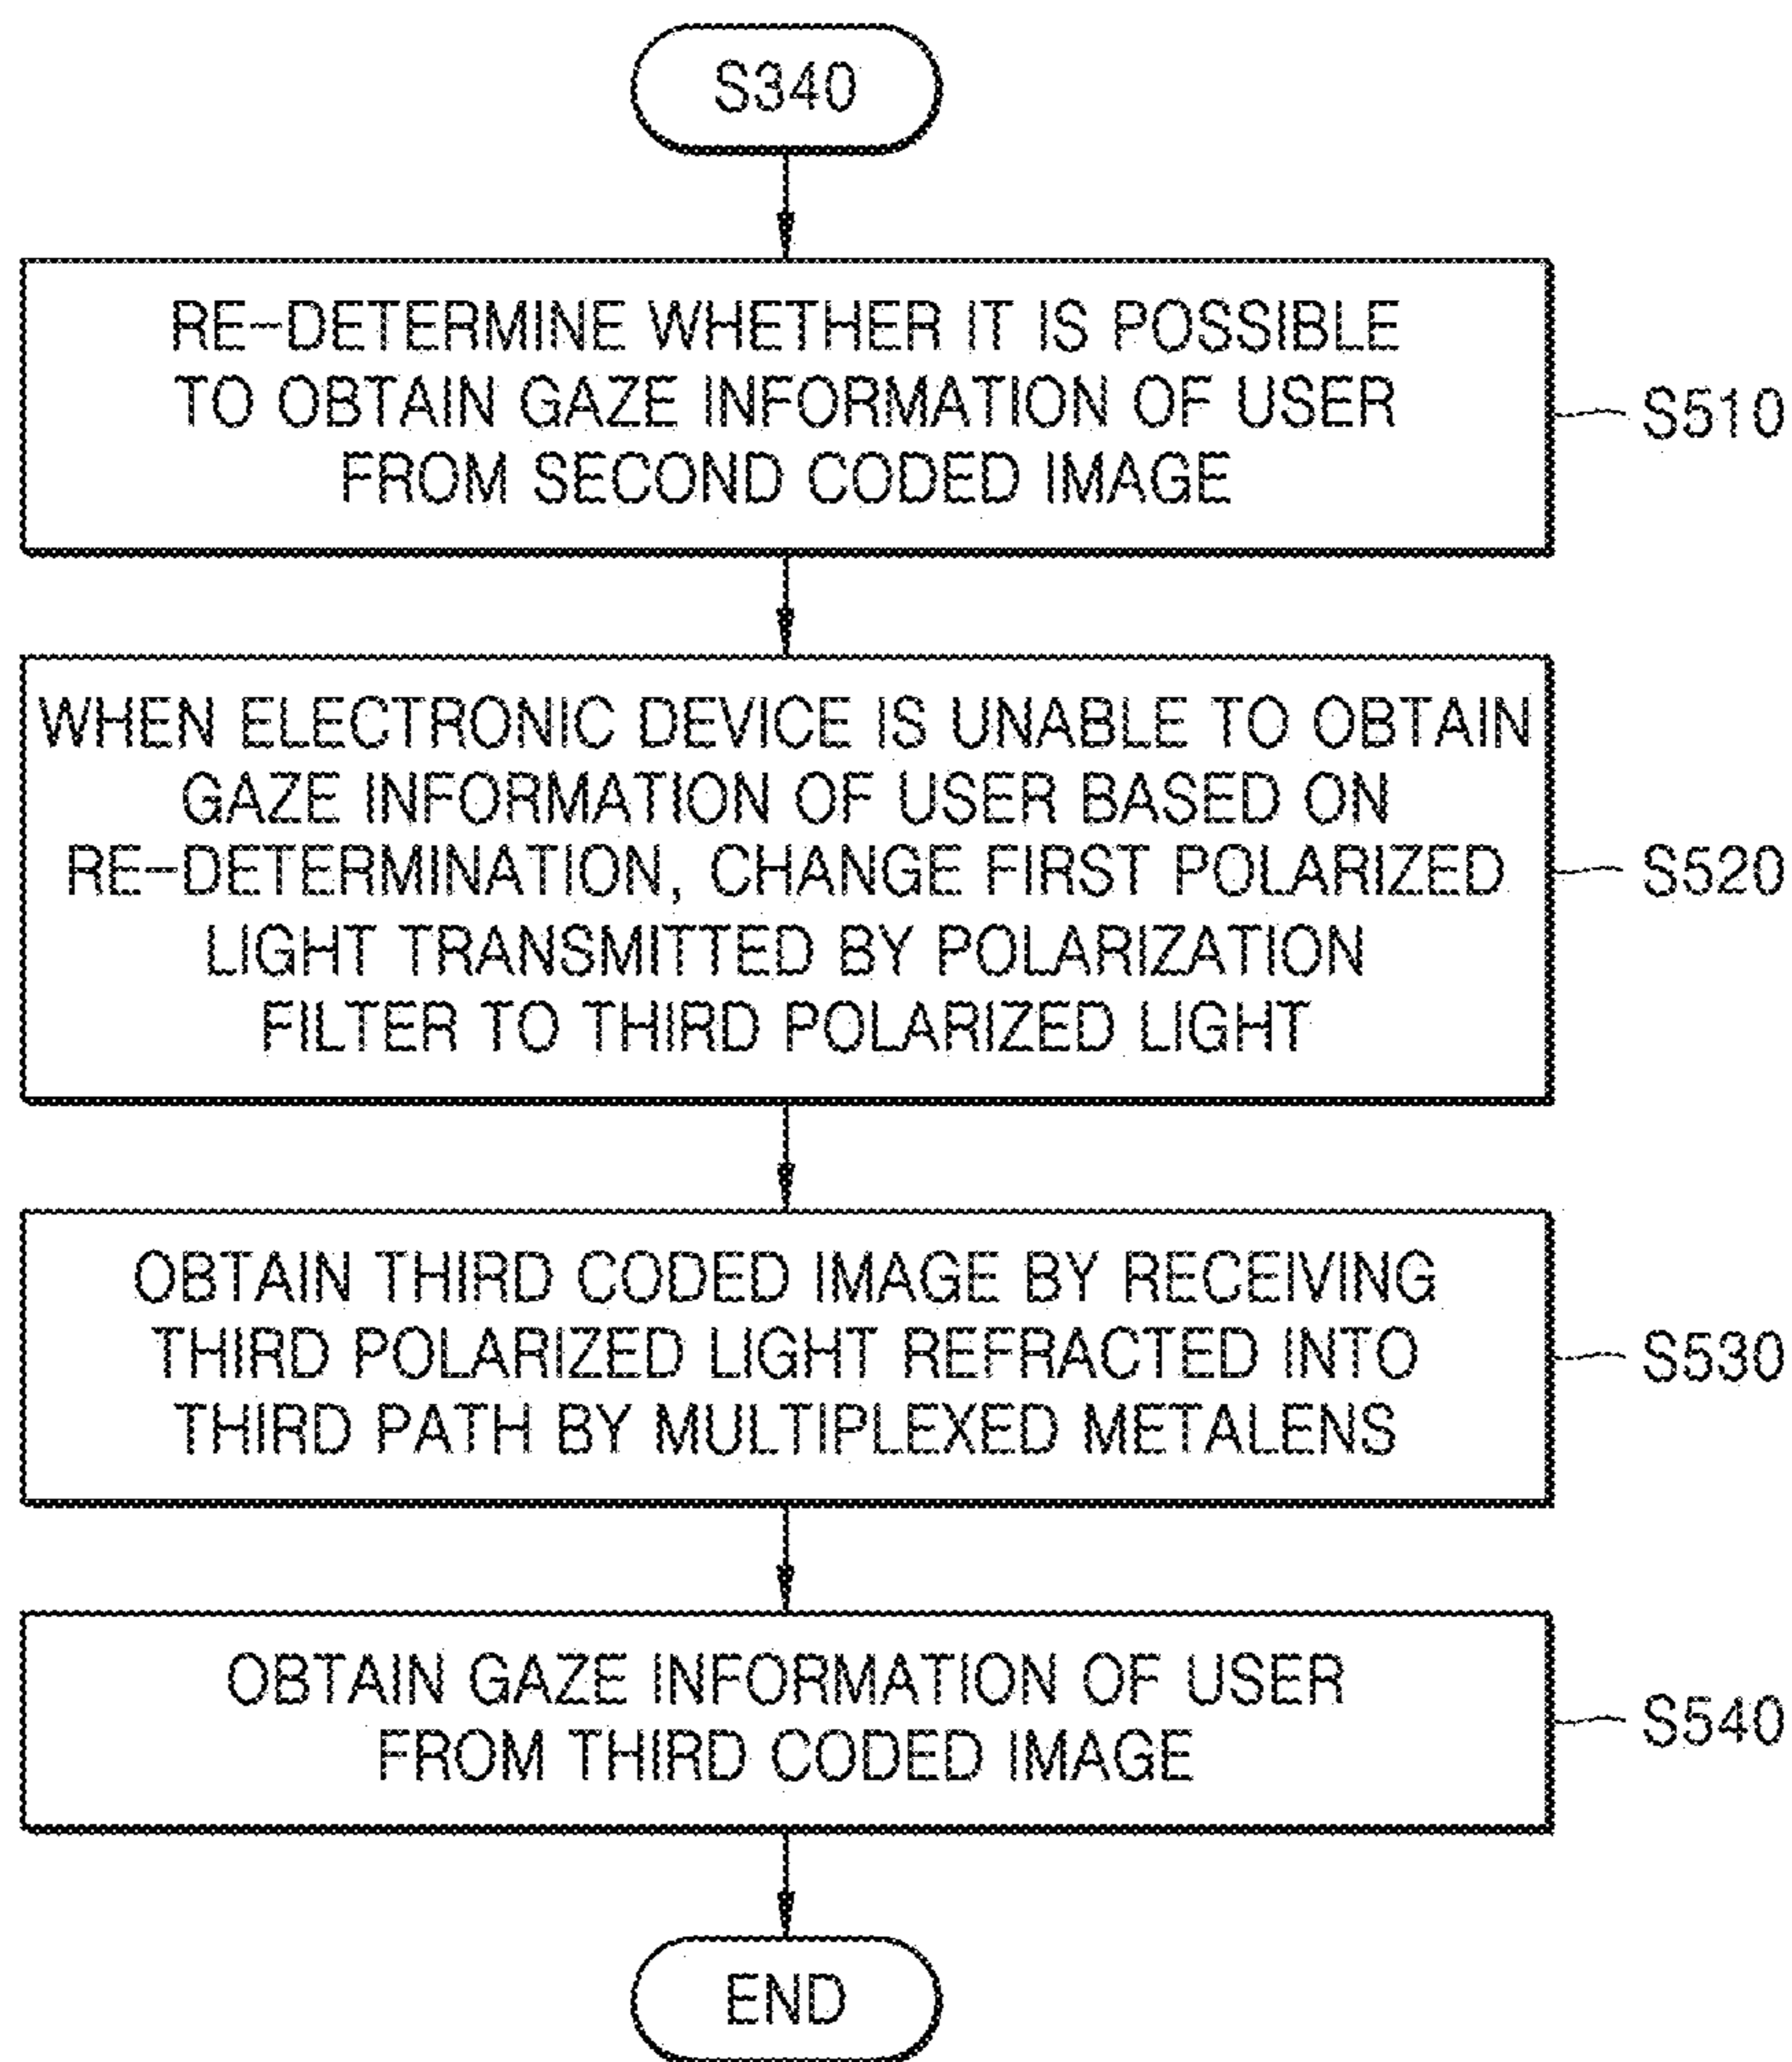 S340
RE-DETERMINE WHETHER IT IS POSSIBLE
TO OBTAIN GAZE INFORMATION OF USER
FROM SECOND CODED IMAGE
S510
WHEN ELECTRONIC DEVICE IS UNABLE TO OBTAIN
GAZE INFORMATION OF USER BASED ON
RE-DETERMINATION, CHANGE FIRST POLARIZED
LIGHT TRANSMITTED BY POLARIZATION
FILTER TO THIRD POLARIZED LIGHT
S520
OBTAIN THIRD CODED IMAGE BY RECEIVING
THIRD POLARIZED LIGHT REFRACTED INTO
THIRD PATH BY MULTIPLEXED METALENS
S530
OBTAIN GAZE INFORMATION OF USER
FROM THIRD CODED IMAGE
S540
END